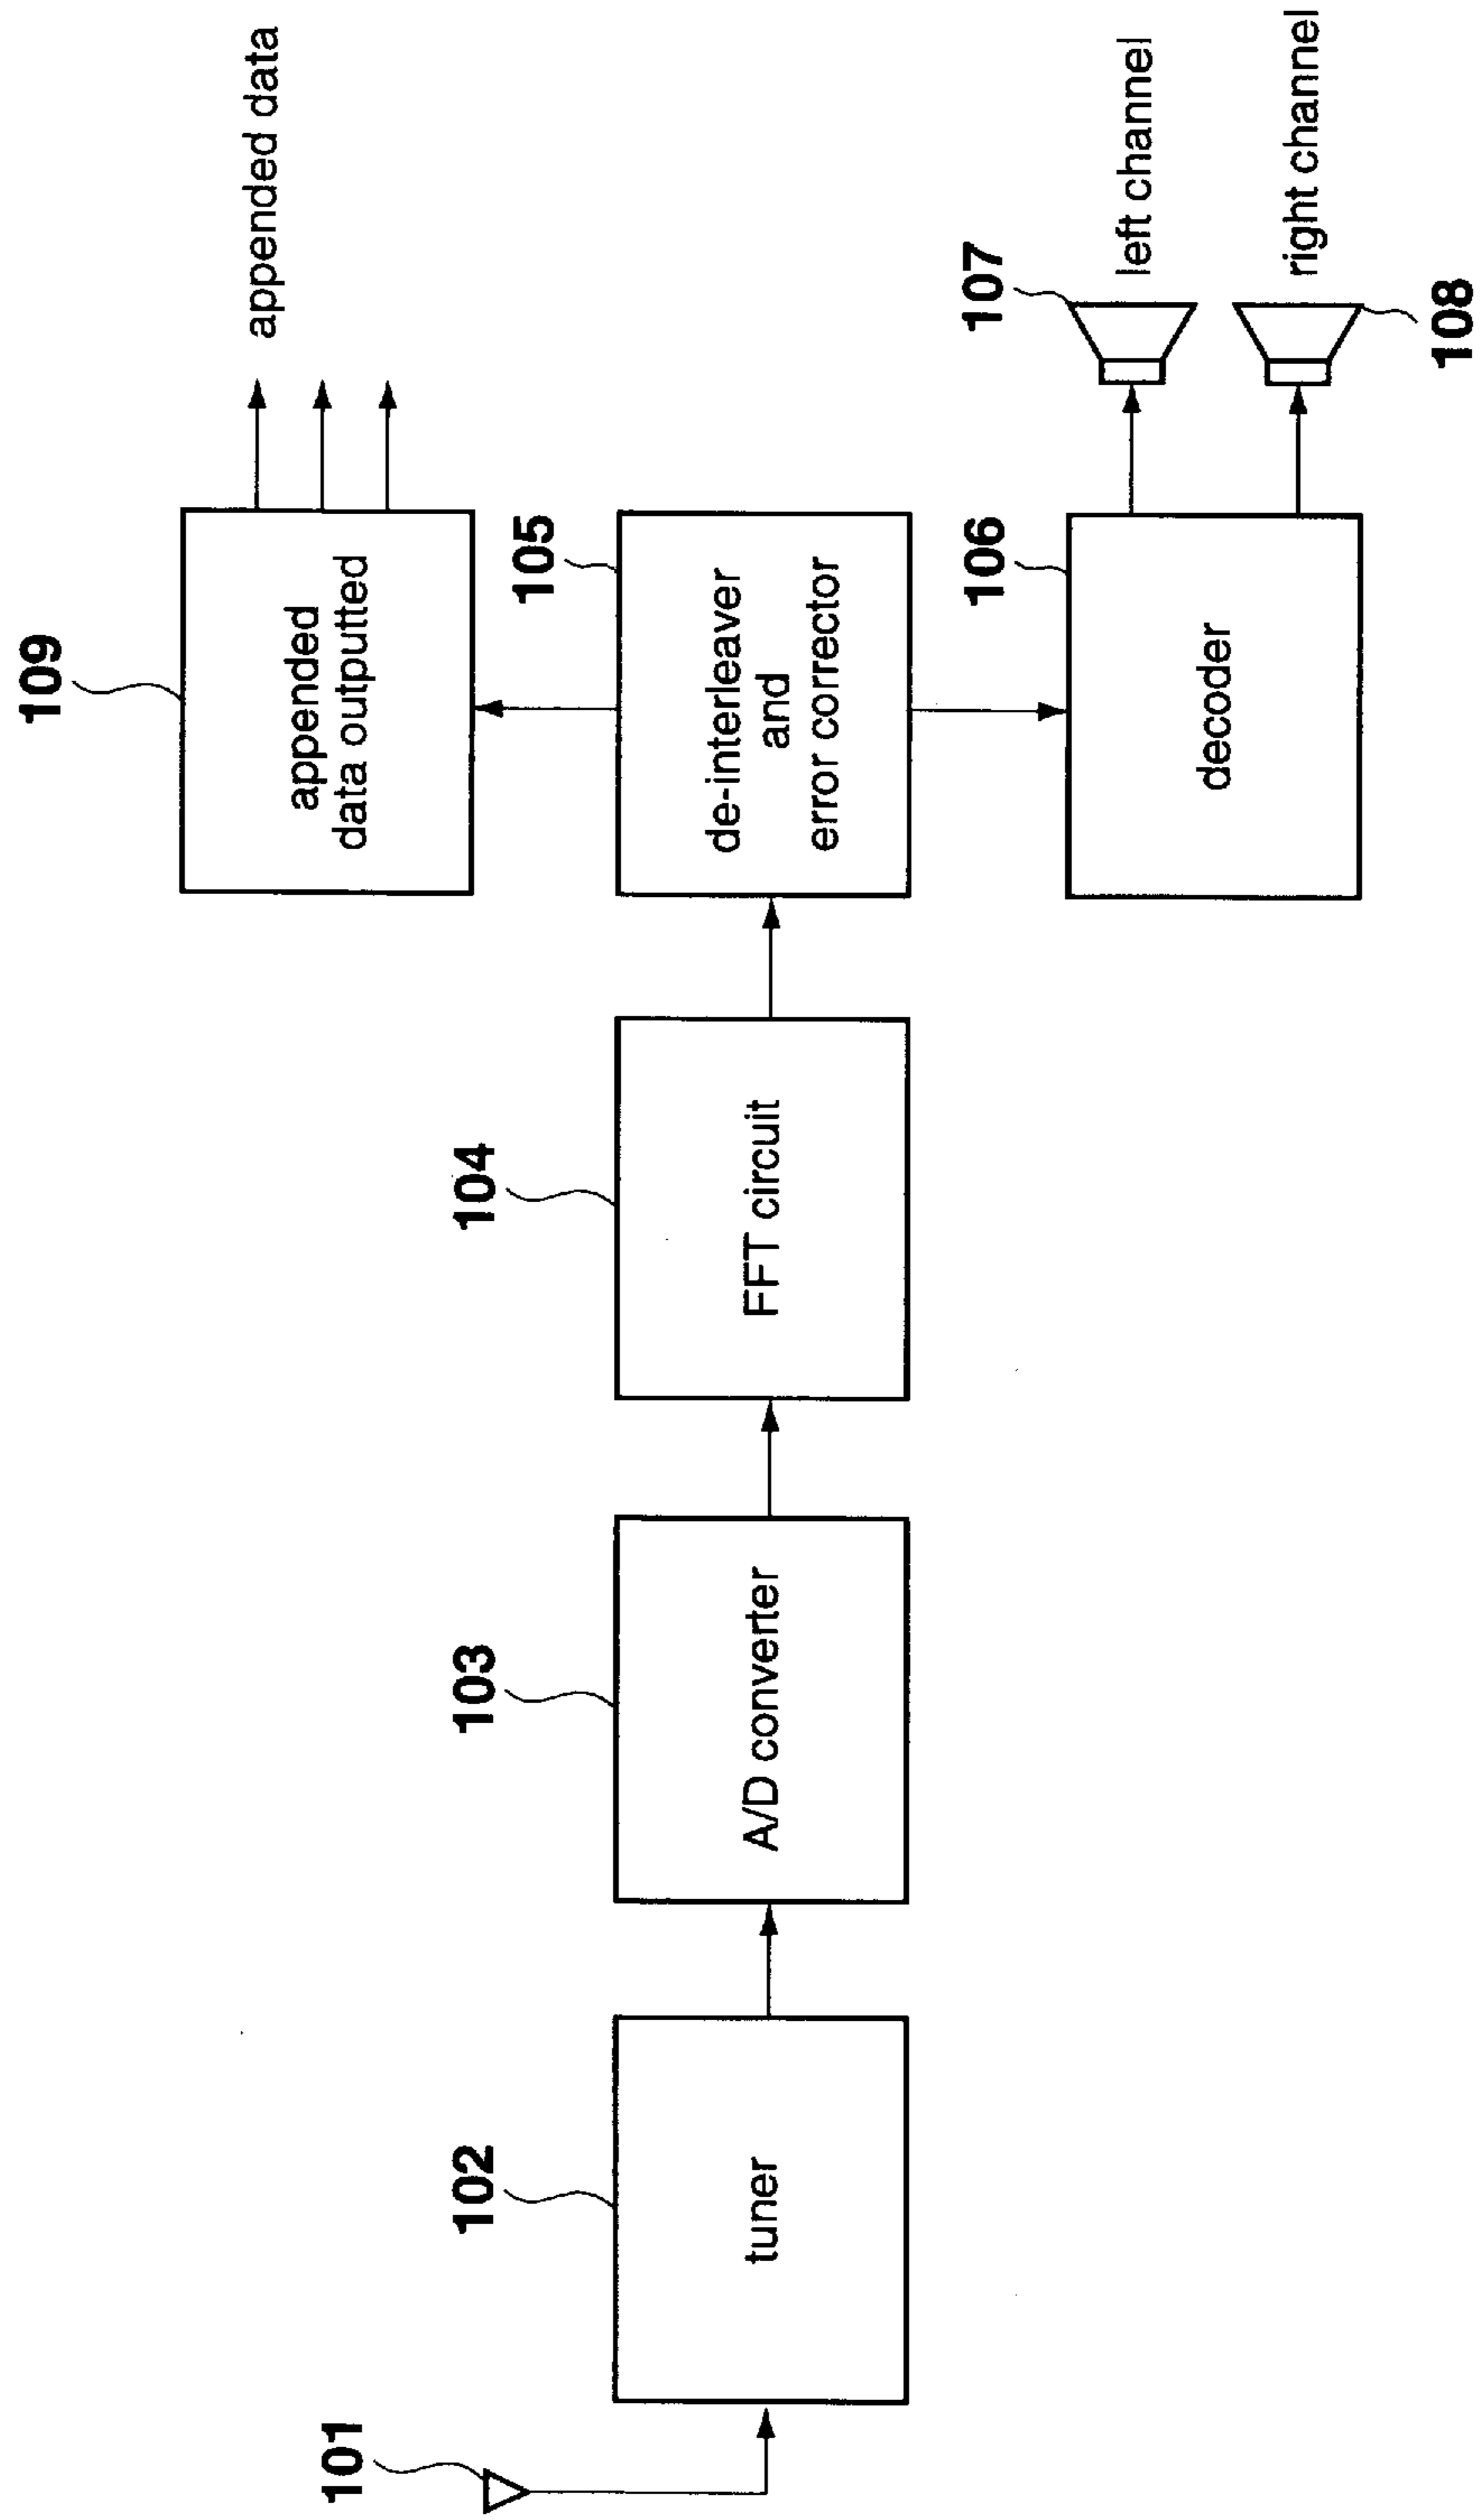 101
102
tuner
103
A/D converter
104
FFT circuit
105
de-interleaver
and
error corrector
109
appended
data outputted
appended data
106
decoder
107
left channel
right channel
108